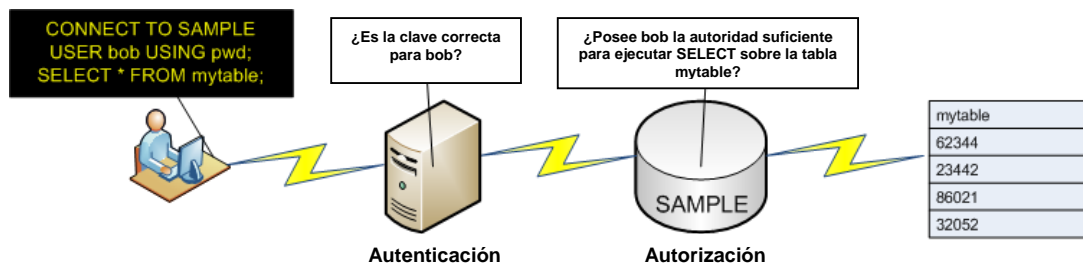 CONNECT TO SAMPLE
USER bob USING pwd;
SELECT * FROM mytable;
¿Es la clave correcta
para bob?
¿Posee bob la autoridad suficiente
para ejecutar SELECT sobre la tabla
mytable?
SAMPLE
mytable
62344
23442
86021
32052
Autenticación
Autorización